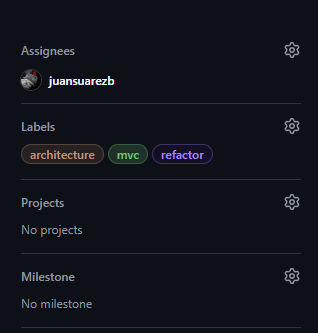 Assignees
juansuarezb
Labels
architecture mvc refactor
Projects
No projects
Milestone
No milestone